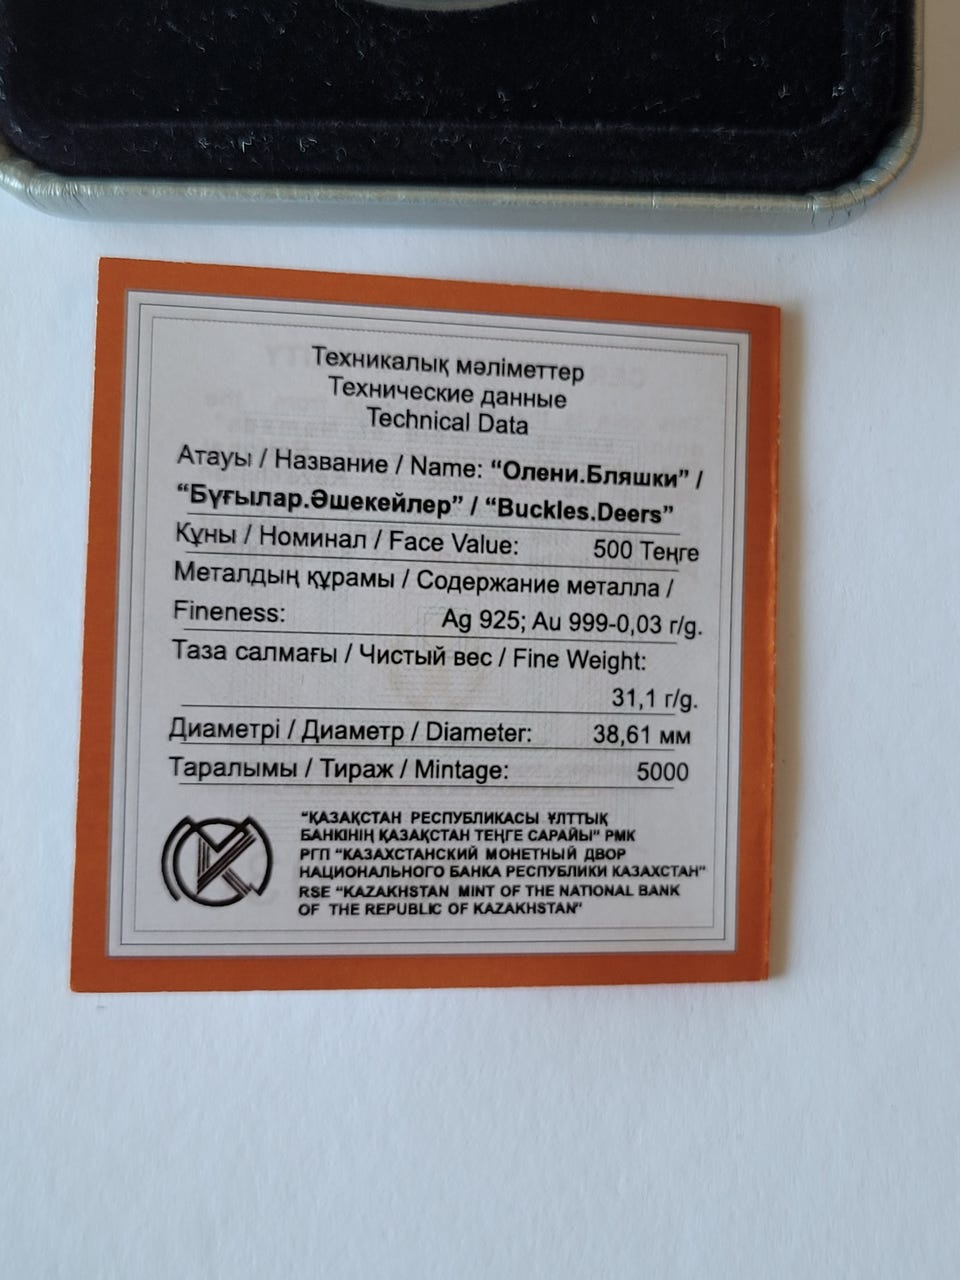 Техникалық мәліметтер
Технические данные
Technical Data
Атауы / Название / Name: “Олени.Бляшки” /
“Бұғылар.Әшекейлер” / “Buckles.Deers”
Құны / Номинал / Face Value: 500 Теңге
Металдың құрамы / Содержание металла /
Fineness: Ag 925; Au 999-0,03 г/g.
Таза салмағы / Чистый вес / Fine Weight:
31,1 г/g.
Диаметрі / Диаметр / Diameter: 38,61 мм
Таралымы / Тираж / Mintage: 5000
“ҚАЗАҚСТАН РЕСПУБЛИКАСЫ ҰЛТТЫҚ
БАНКІНІҢ ҚАЗАҚСТАН ТЕҢГЕ САРАЙЫ” РМК
РГП “КАЗАХСТАНСКИЙ МОНЕТНЫЙ ДВОР
НАЦИОНАЛЬНОГО БАНКА РЕСПУБЛИКИ КАЗАХСТАН”
RSE “KAZAKHSTAN MINT OF THE NATIONAL BANK
OF THE REPUBLIC OF KAZAKHSTAN”